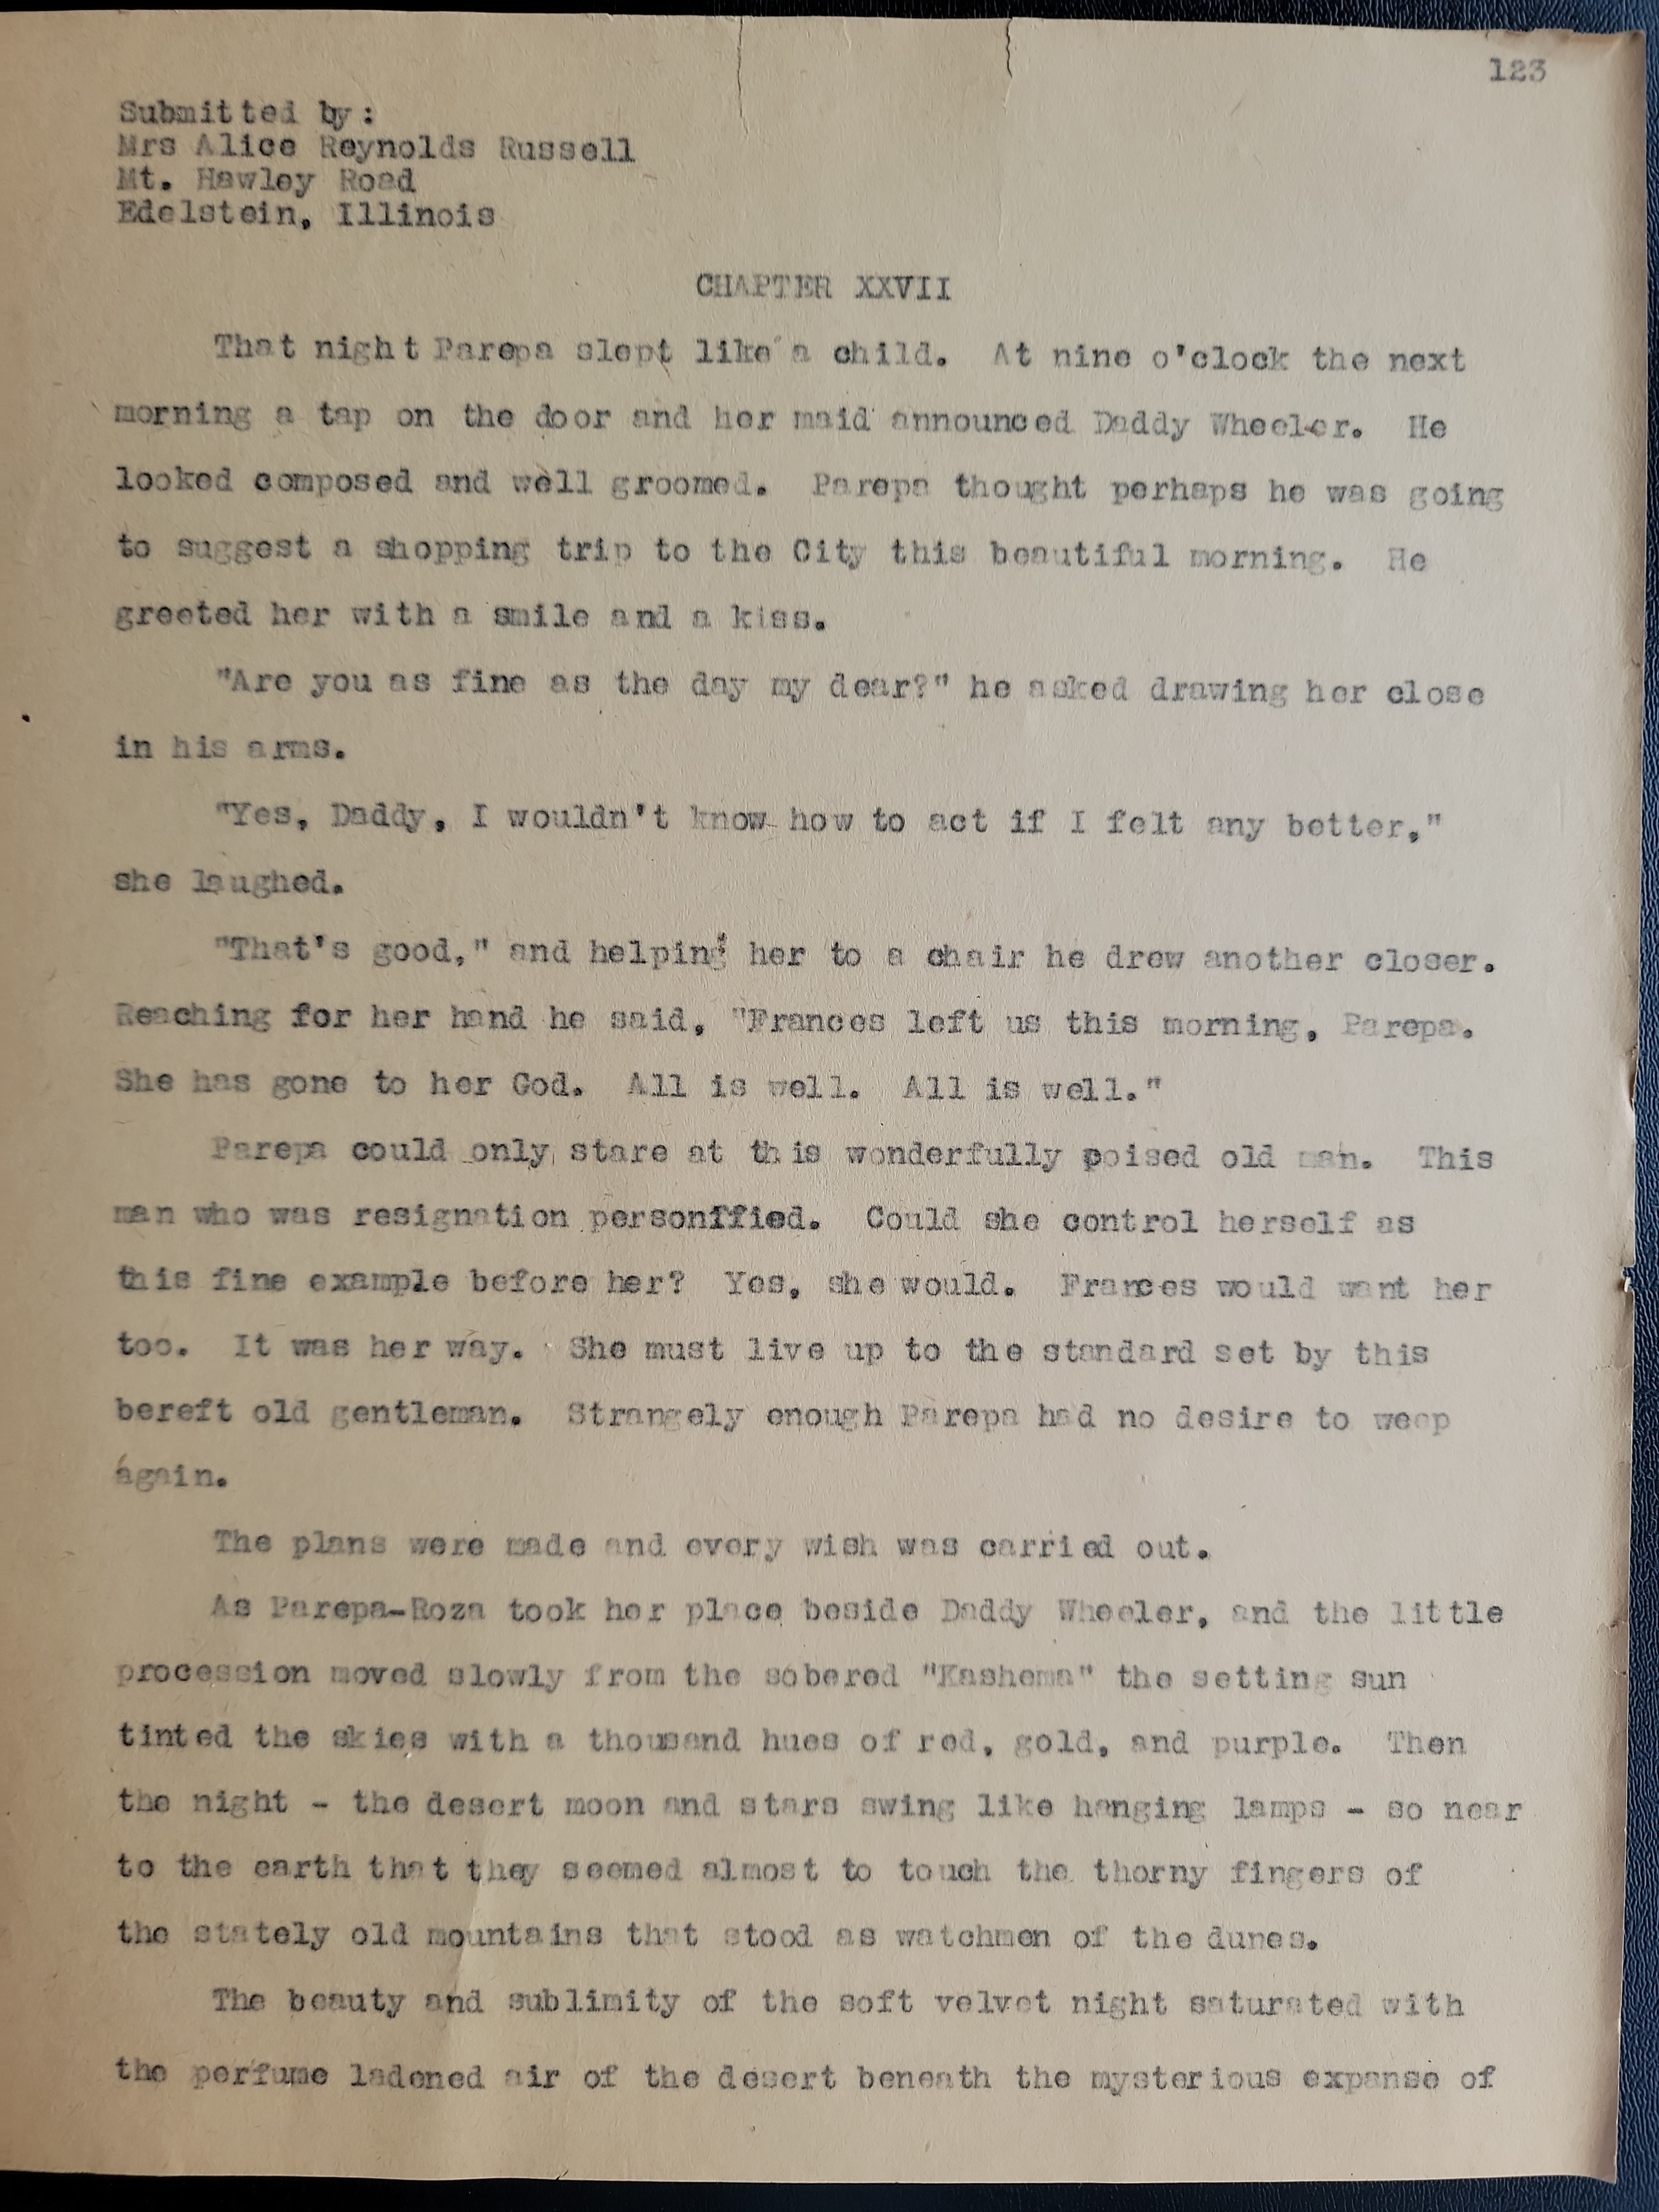 123
Submitted by:
Mrs Alice Reynolds Russell
Mt. Hawley Road
Edelstein, Illinois
CHAPTER XXVII
That night Parepa slept like a child. At nine o'clock the next
morning a tap on the door and her maid announced Daddy Wheeler. He
looked composed and well groomed. Parepa thought perhaps he was going
to suggest a shopping trip to the City this beautiful morning. He
greeted her with a smile and a kiss.
"Are you as fine as the day my dear?" he asked drawing her close
in his arms.
"Yes, Daddy, I wouldn't know how to act if I felt any better,"
she laughed.
"That's good," and helping her to a chair he drew another closer.
Reaching for her hand he said, "Frances left us this morning, Parepa.
She has gone to her God. All is well. All is well."
Parepa could only stare at this wonderfully poised old man. This
man who was resignation personified. Could she control herself as
this fine example before her? Yes, she would. Frances would want her
too. It was her way. She must live up to the standard set by this
bereft old gentleman. Strangely enough Parepa had no desire to weep
again.
The plans were made and every wish was carried out.
As Parepa-Roza took her place beside Daddy Wheeler, and the little
procession moved slowly from the sobered "Kashema" the setting sun
tinted the skies with a thousand hues of red, gold, and purple. Then
the night - the desert moon and stars swing like hanging lamps - so near
to the earth that they seemed almost to touch the thorny fingers of
the stately old mountains that stood as watchmen of the dunes.
The beauty and sublimity of the soft velvet night saturated with
the perfume ladened air of the desert beneath the mysterious expanse of